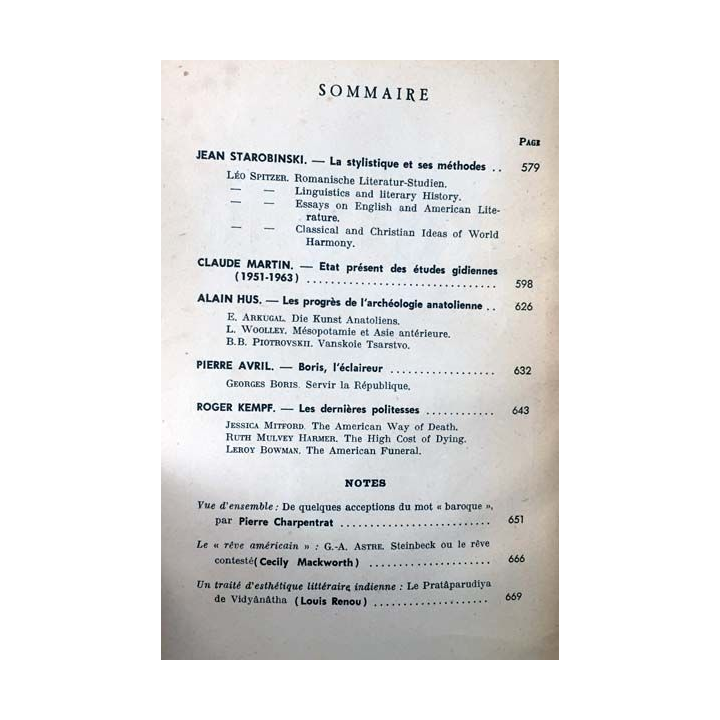 SOMMAIRE
PAGE
JEAN STAROBINSKI. — La stylistique et ses méthodes .. 579
LÉO SPITZER. Romanische Literatur-Studien.
— — Linguistics and literary History.
— — Essays on English and American Lite-
rature.
— — Classical and Christian Ideas of World
Harmony.
CLAUDE MARTIN. — Etat présent des études gidiennes
(1951-1963) ................................ 598
ALAIN HUS. — Les progrès de l'archéologie anatolienne .. 626
E. ARKUGAL. Die Kunst Anatoliens.
L. WOOLLEY. Mésopotamie et Asie antérieure.
B.B. PIOTROVSKII. Vanskoie Tsarstvo.
PIERRE AVRIL. — Boris, l'éclaireur .................. 632
GEORGES BORIS. Servir la République.
ROGER KEMPF. — Les dernières politesses ............ 643
JESSICA MITFORD. The American Way of Death.
RUTH MULVEY HARMER. The High Cost of Dying.
LEROY BOWMAN. The American Funeral.
NOTES
Vue d'ensemble : De quelques acceptions du mot « baroque »,
par Pierre Charpentrat .......................... 651
Le « rêve américain » : G.-A. ASTRE. Steinbeck ou le rêve
contesté(Cecily Mackworth) ..................... 666
Un traité d'esthétique littéraire indienne : Le Pratâparudiya
de Vidyânâtha (Louis Renou) .................... 669